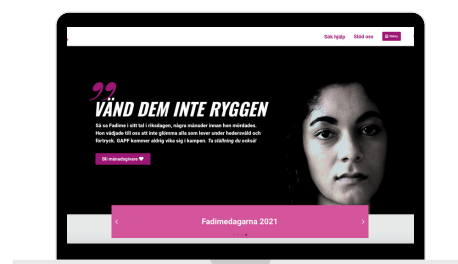 Sök hjälp Stöd oss Meny
”
VÄND DEM INTE RYGGEN
Så sa Fadime i sitt tal i riksdagen, några månader innan hon mördades.
Hon vädjade till oss att inte glömma alla som lever under hedersvåld och
förtryck. GAPF kommer aldrig vika sig i kampen. Ta ställning du också!
Bli månadsgivare
Fadimedagarna 2021